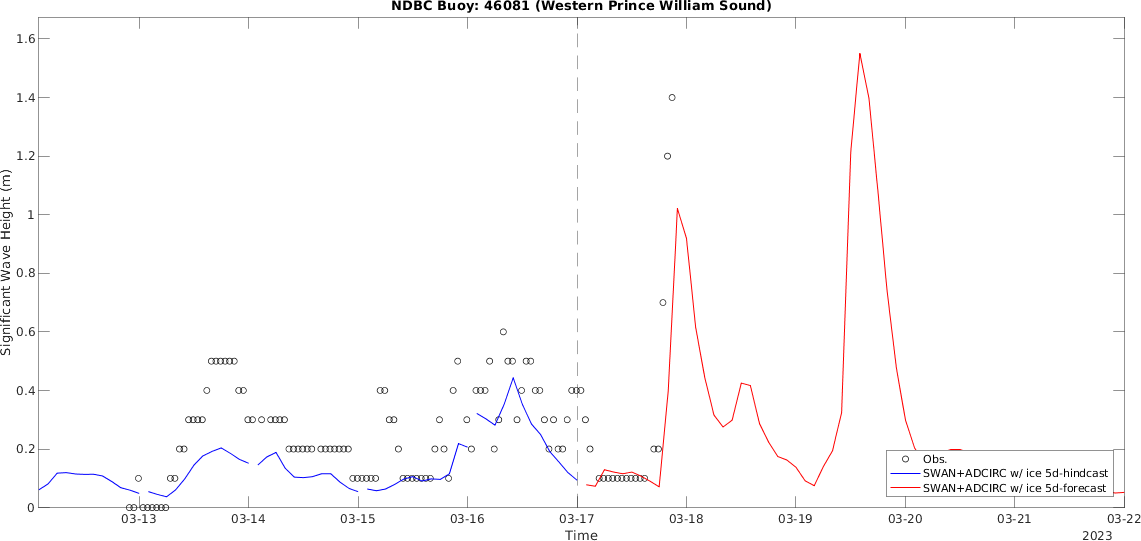 NDBC Buoy: 46081 (Western Prince William Sound)
1.6
1.4
1.2
1
0.8
0.6
0.4
0.2
0
Significant Wave Height (m)
Obs.
SWAN+ADCIRC w/ ice 5d-hindcast
SWAN+ADCIRC w/ ice 5d-forecast
03-13 03-14 03-15 03-16 03-17 03-18 03-19 03-20 03-21 03-22
Time
2023